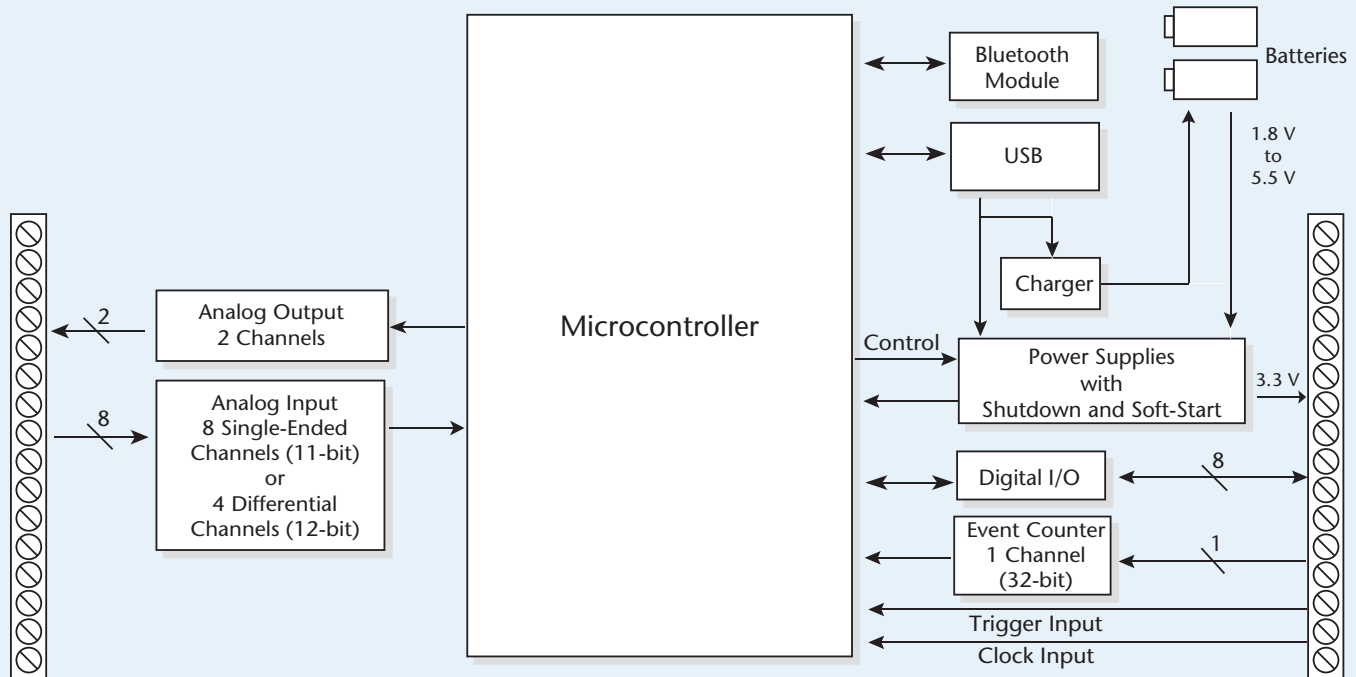 Bluetooth
Module
Batteries
USB
1.8 V
to
5.5 V
Charger
2
Analog Output
2 Channels
Microcontroller
Control
Power Supplies
with
Shutdown and Soft-Start
3.3 V
8
Analog Input
8 Single-Ended
Channels (11-bit)
or
4 Differential
Channels (12-bit)
Digital I/O
8
Event Counter
1 Channel
(32-bit)
1
Trigger Input
Clock Input